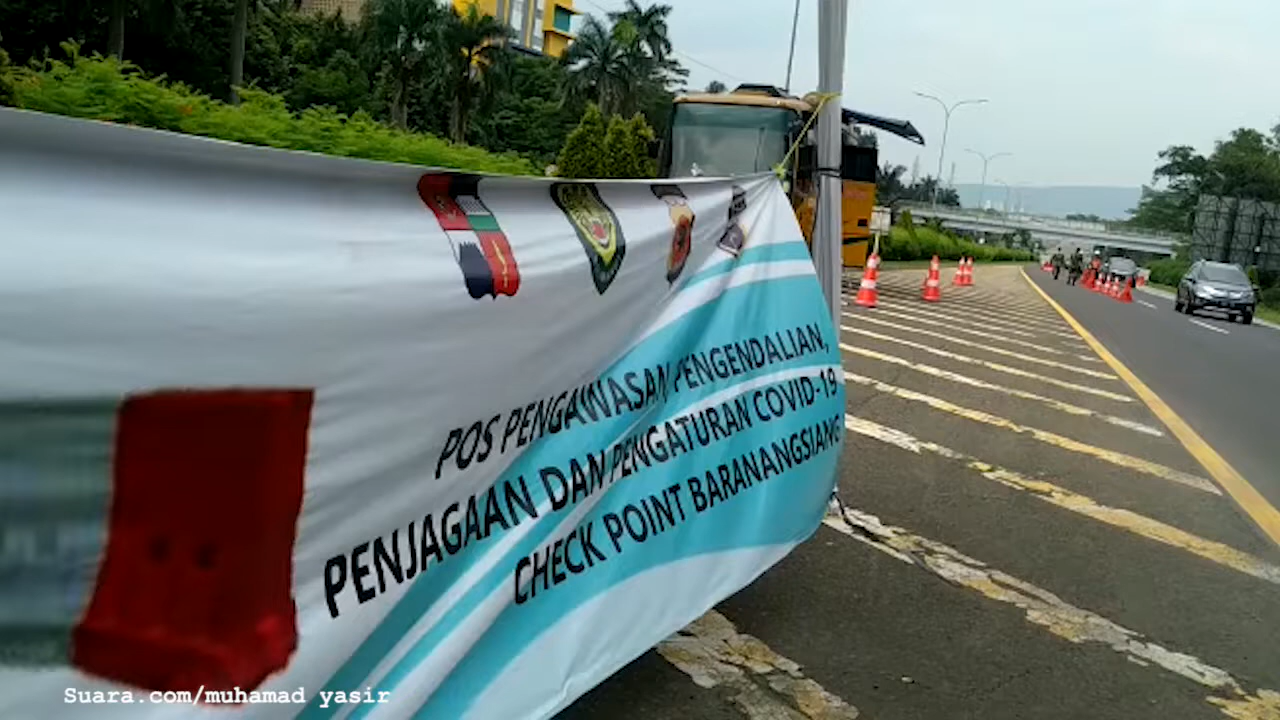 POS PENGAWASAN PENGENDALIAN,
PENJAGAAN DAN PENGATURAN COVID-19
CHECK POINT BARANANGSIANG
Suara.com/muhamad yasir